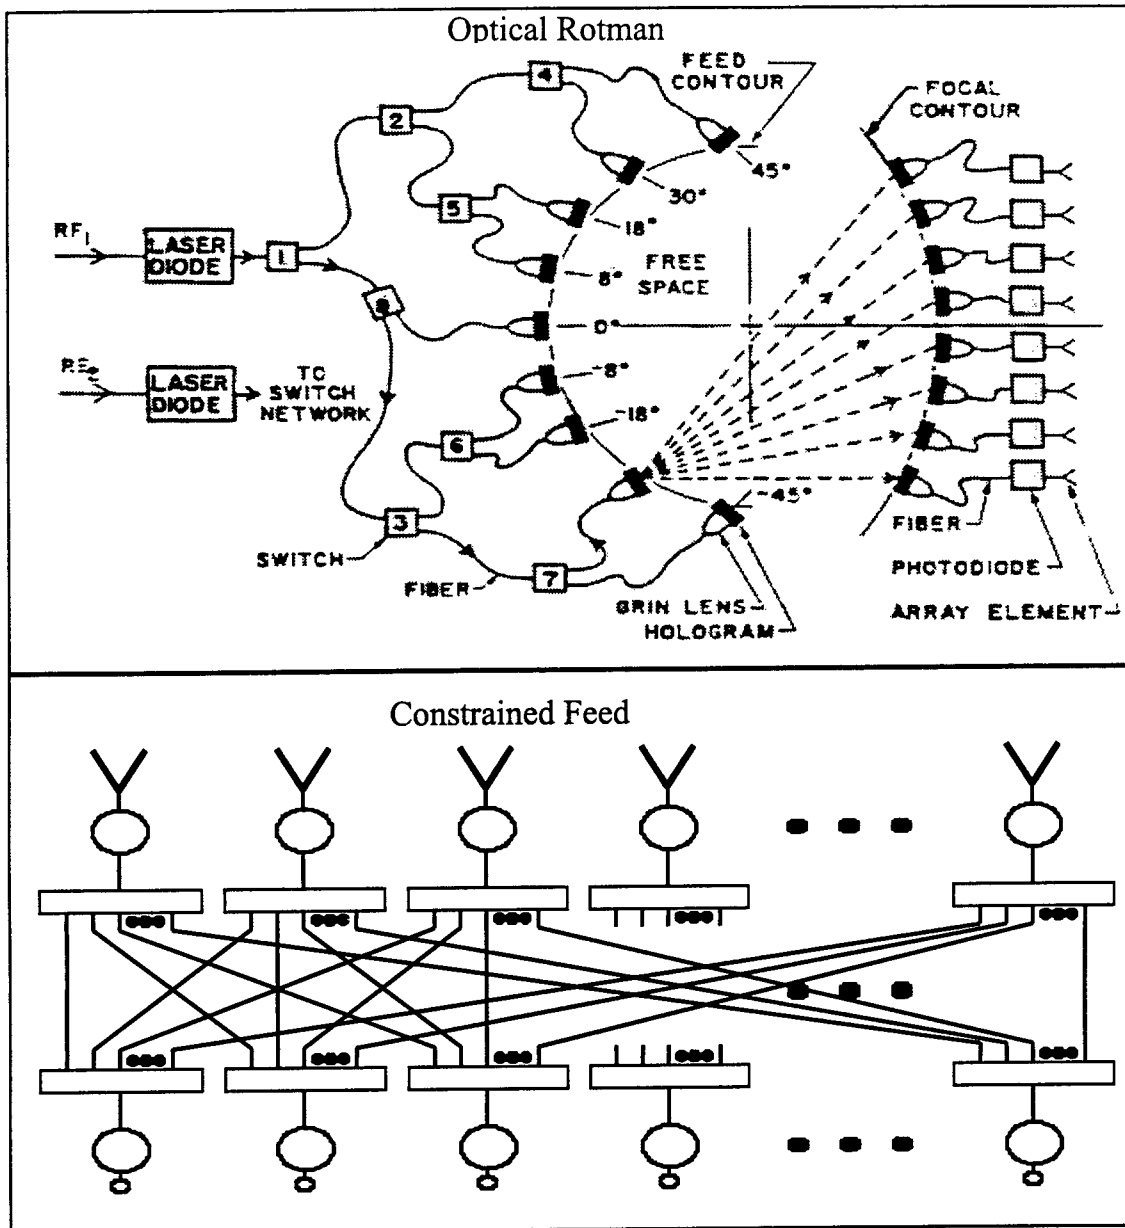 Optical Rotman
FEED
CONTOUR
FOCAL
CONTOUR
4
2
45°
30°
5
18°
RF1
LASER
DIODE
1
8°
FREE
SPACE
8
0°
LASER
DIODE
TO
SWITCH
NETWORK
-8°
-18°
6
-45°
3
SWITCH
FIBER
7
FIBER
PHOTODIODE
GRIN LENS
HOLOGRAM
ARRAY ELEMENT
Constrained Feed